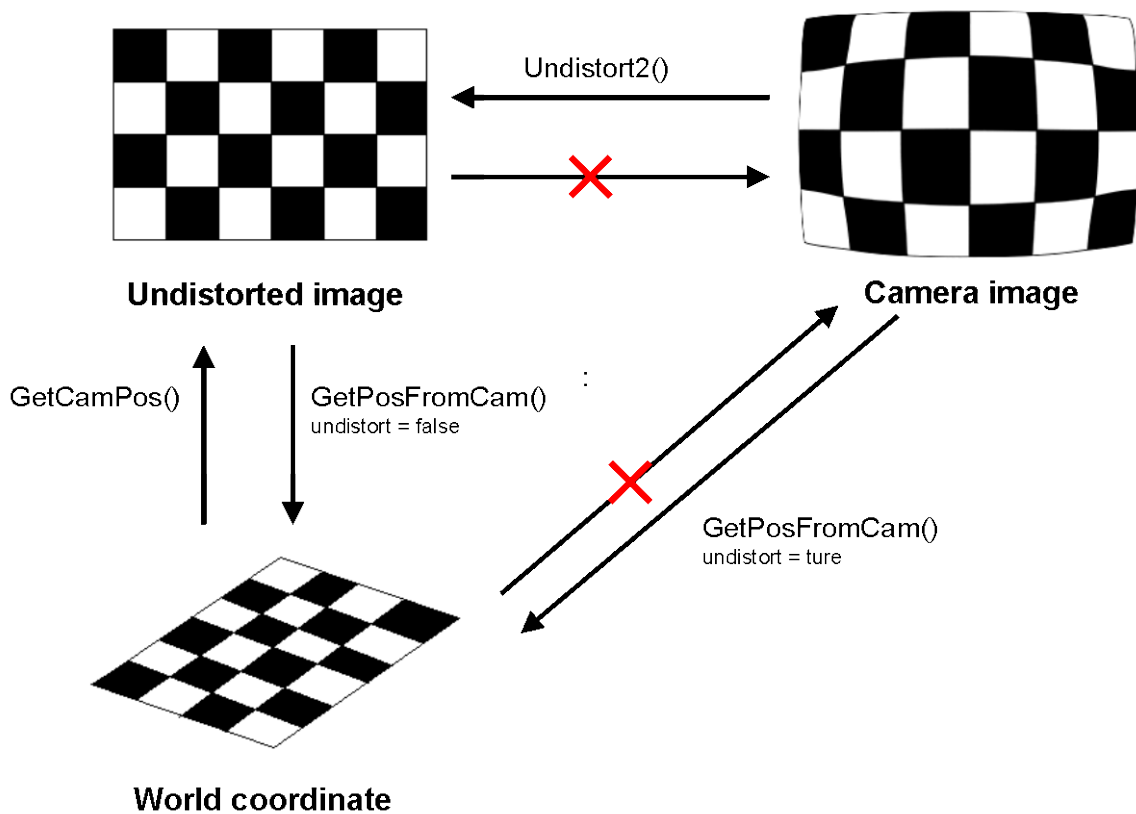 Undistort2()
Undistorted image
Camera image
GetCamPos()
GetPosFromCam()
undistort = false
:
GetPosFromCam()
undistort = ture
World coordinate